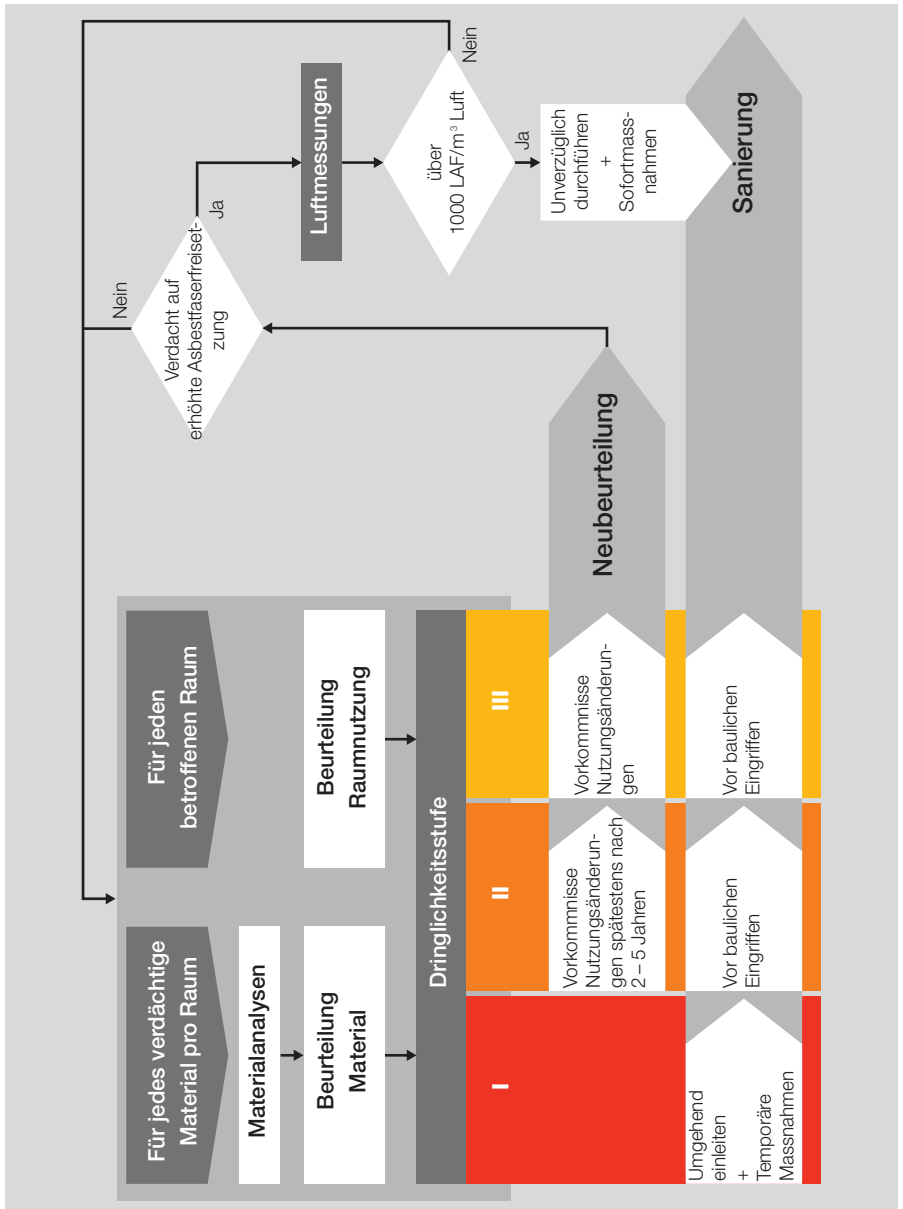 Für jedes verdächtige
Material pro Raum
Für jeden
betroffenen Raum
Materialanalysen
Beurteilung
Material
Beurteilung
Raumnutzung
Dringlichkeitsstufe
I
II
III
Vorkommnisse
Nutzungsänderun-
gen spätestens nach
2 – 5 Jahren
Vorkommnisse
Nutzungsänderun-
gen
Neubeurteilung
Umgehend
einleiten
+
Temporäre
Massnahmen
Vor baulichen
Eingriffen
Vor baulichen
Eingriffen
Sanierung
Verdacht auf
erhöhte Asbestfaserfreiset-
zung
Nein
Ja
Luftmessungen
über
1000 LAF/m³ Luft
Nein
Ja
Unverzüglich
durchführen
+
Sofortmass-
nahmen